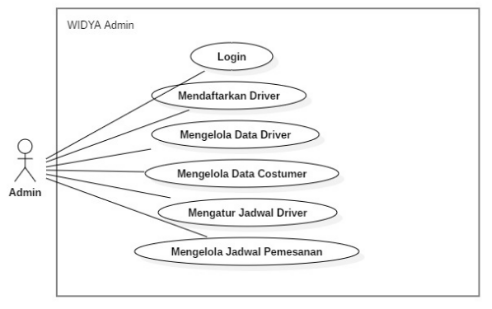 WIDYA Admin
Login
Mendaftarkan Driver
Mengelola Data Driver
Mengelola Data Costumer
Admin
Mengatur Jadwal Driver
Mengelola Jadwal Pemesanan